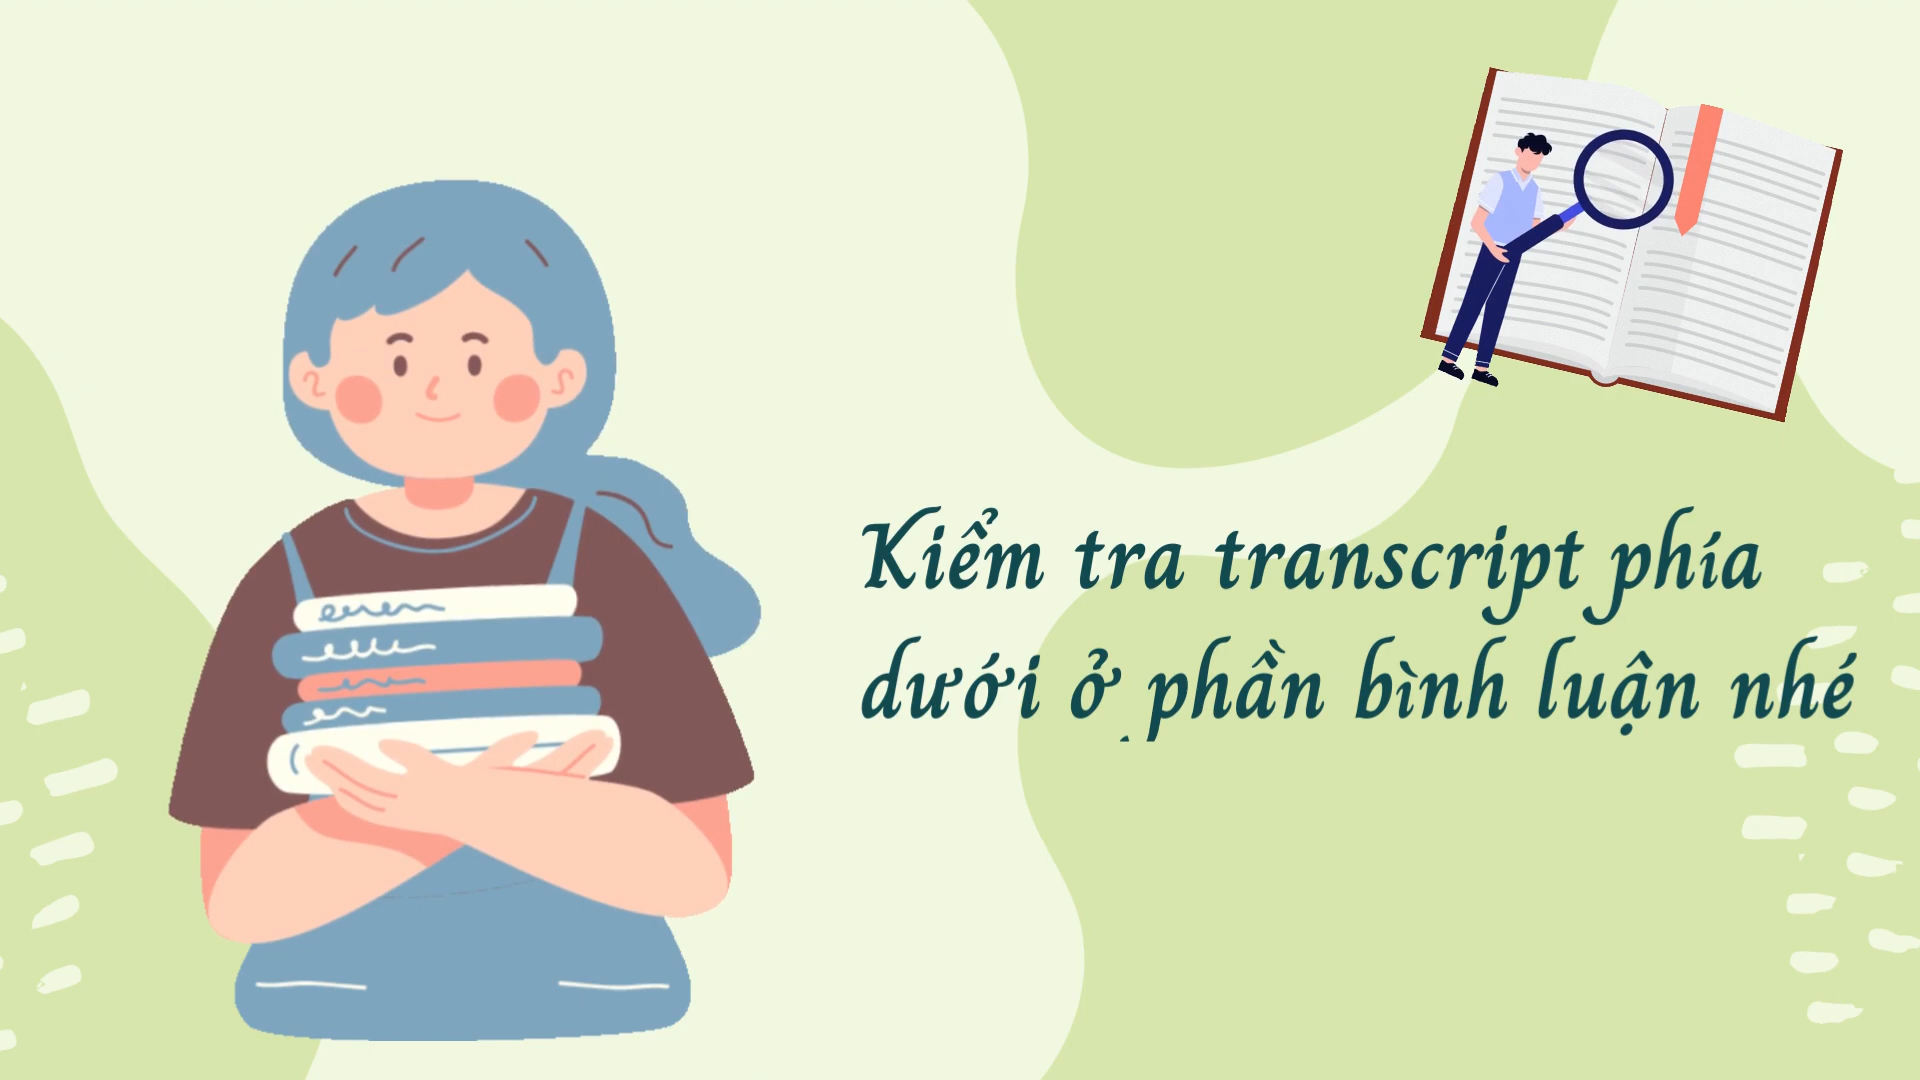 Kiểm tra transcript phía
dưới ở phần bình luận nhé